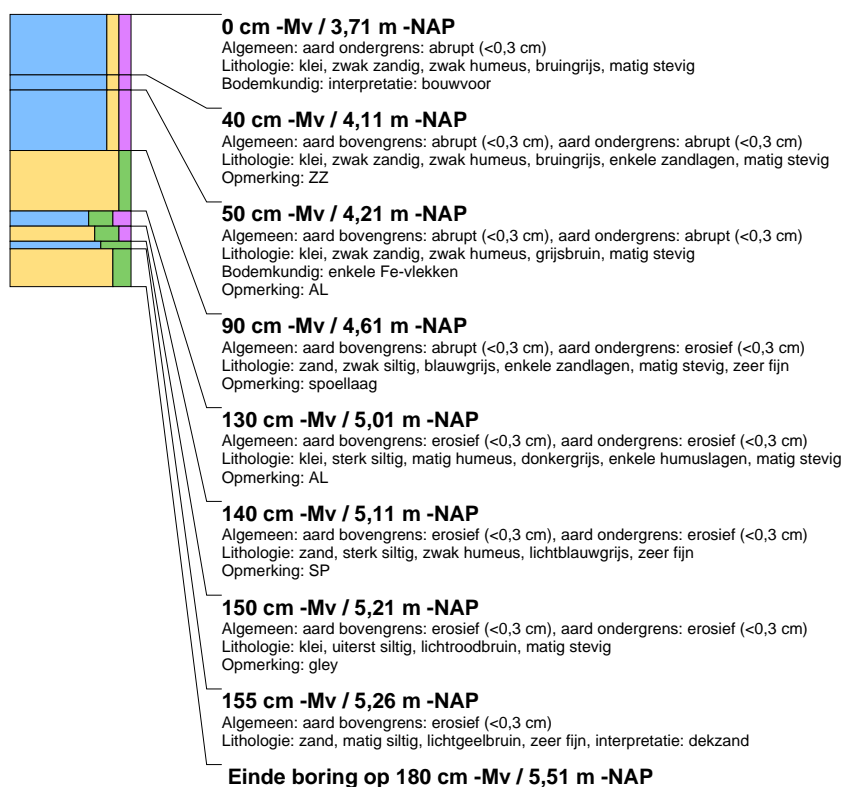 0 cm -Mv / 3,71 m -NAP
Algemeen: aard ondergrens: abrupt (<0,3 cm)
Lithologie: klei, zwak zandig, zwak humeus, bruingrijs, matig stevig
Bodemkundig: interpretatie: bouwvoor
40 cm -Mv / 4,11 m -NAP
Algemeen: aard bovengrens: abrupt (<0,3 cm), aard ondergrens: abrupt (<0,3 cm)
Lithologie: klei, zwak zandig, zwak humeus, bruingrijs, enkele zandlagen, matig stevig
Opmerking: ZZ
50 cm -Mv / 4,21 m -NAP
Algemeen: aard bovengrens: abrupt (<0,3 cm), aard ondergrens: abrupt (<0,3 cm)
Lithologie: klei, zwak zandig, zwak humeus, grijsbruin, matig stevig
Bodemkundig: enkele Fe-vlekken
Opmerking: AL
90 cm -Mv / 4,61 m -NAP
Algemeen: aard bovengrens: abrupt (<0,3 cm), aard ondergrens: erosief (<0,3 cm)
Lithologie: zand, zwak siltig, blauwgrijs, enkele zandlagen, matig stevig, zeer fijn
Opmerking: spoellaag
130 cm -Mv / 5,01 m -NAP
Algemeen: aard bovengrens: erosief (<0,3 cm), aard ondergrens: erosief (<0,3 cm)
Lithologie: klei, sterk siltig, matig humeus, donkergrijs, enkele humuslagen, matig stevig
Opmerking: AL
140 cm -Mv / 5,11 m -NAP
Algemeen: aard bovengrens: erosief (<0,3 cm), aard ondergrens: erosief (<0,3 cm)
Lithologie: zand, sterk siltig, zwak humeus, lichtblauwgrijs, zeer fijn
Opmerking: SP
150 cm -Mv / 5,21 m -NAP
Algemeen: aard bovengrens: erosief (<0,3 cm), aard ondergrens: erosief (<0,3 cm)
Lithologie: klei, uiterst siltig, lichtroodbruin, matig stevig
Opmerking: gley
155 cm -Mv / 5,26 m -NAP
Algemeen: aard bovengrens: erosief (<0,3 cm)
Lithologie: zand, matig siltig, lichtgeelbruin, zeer fijn, interpretatie: dekzand
Einde boring op 180 cm -Mv / 5,51 m -NAP